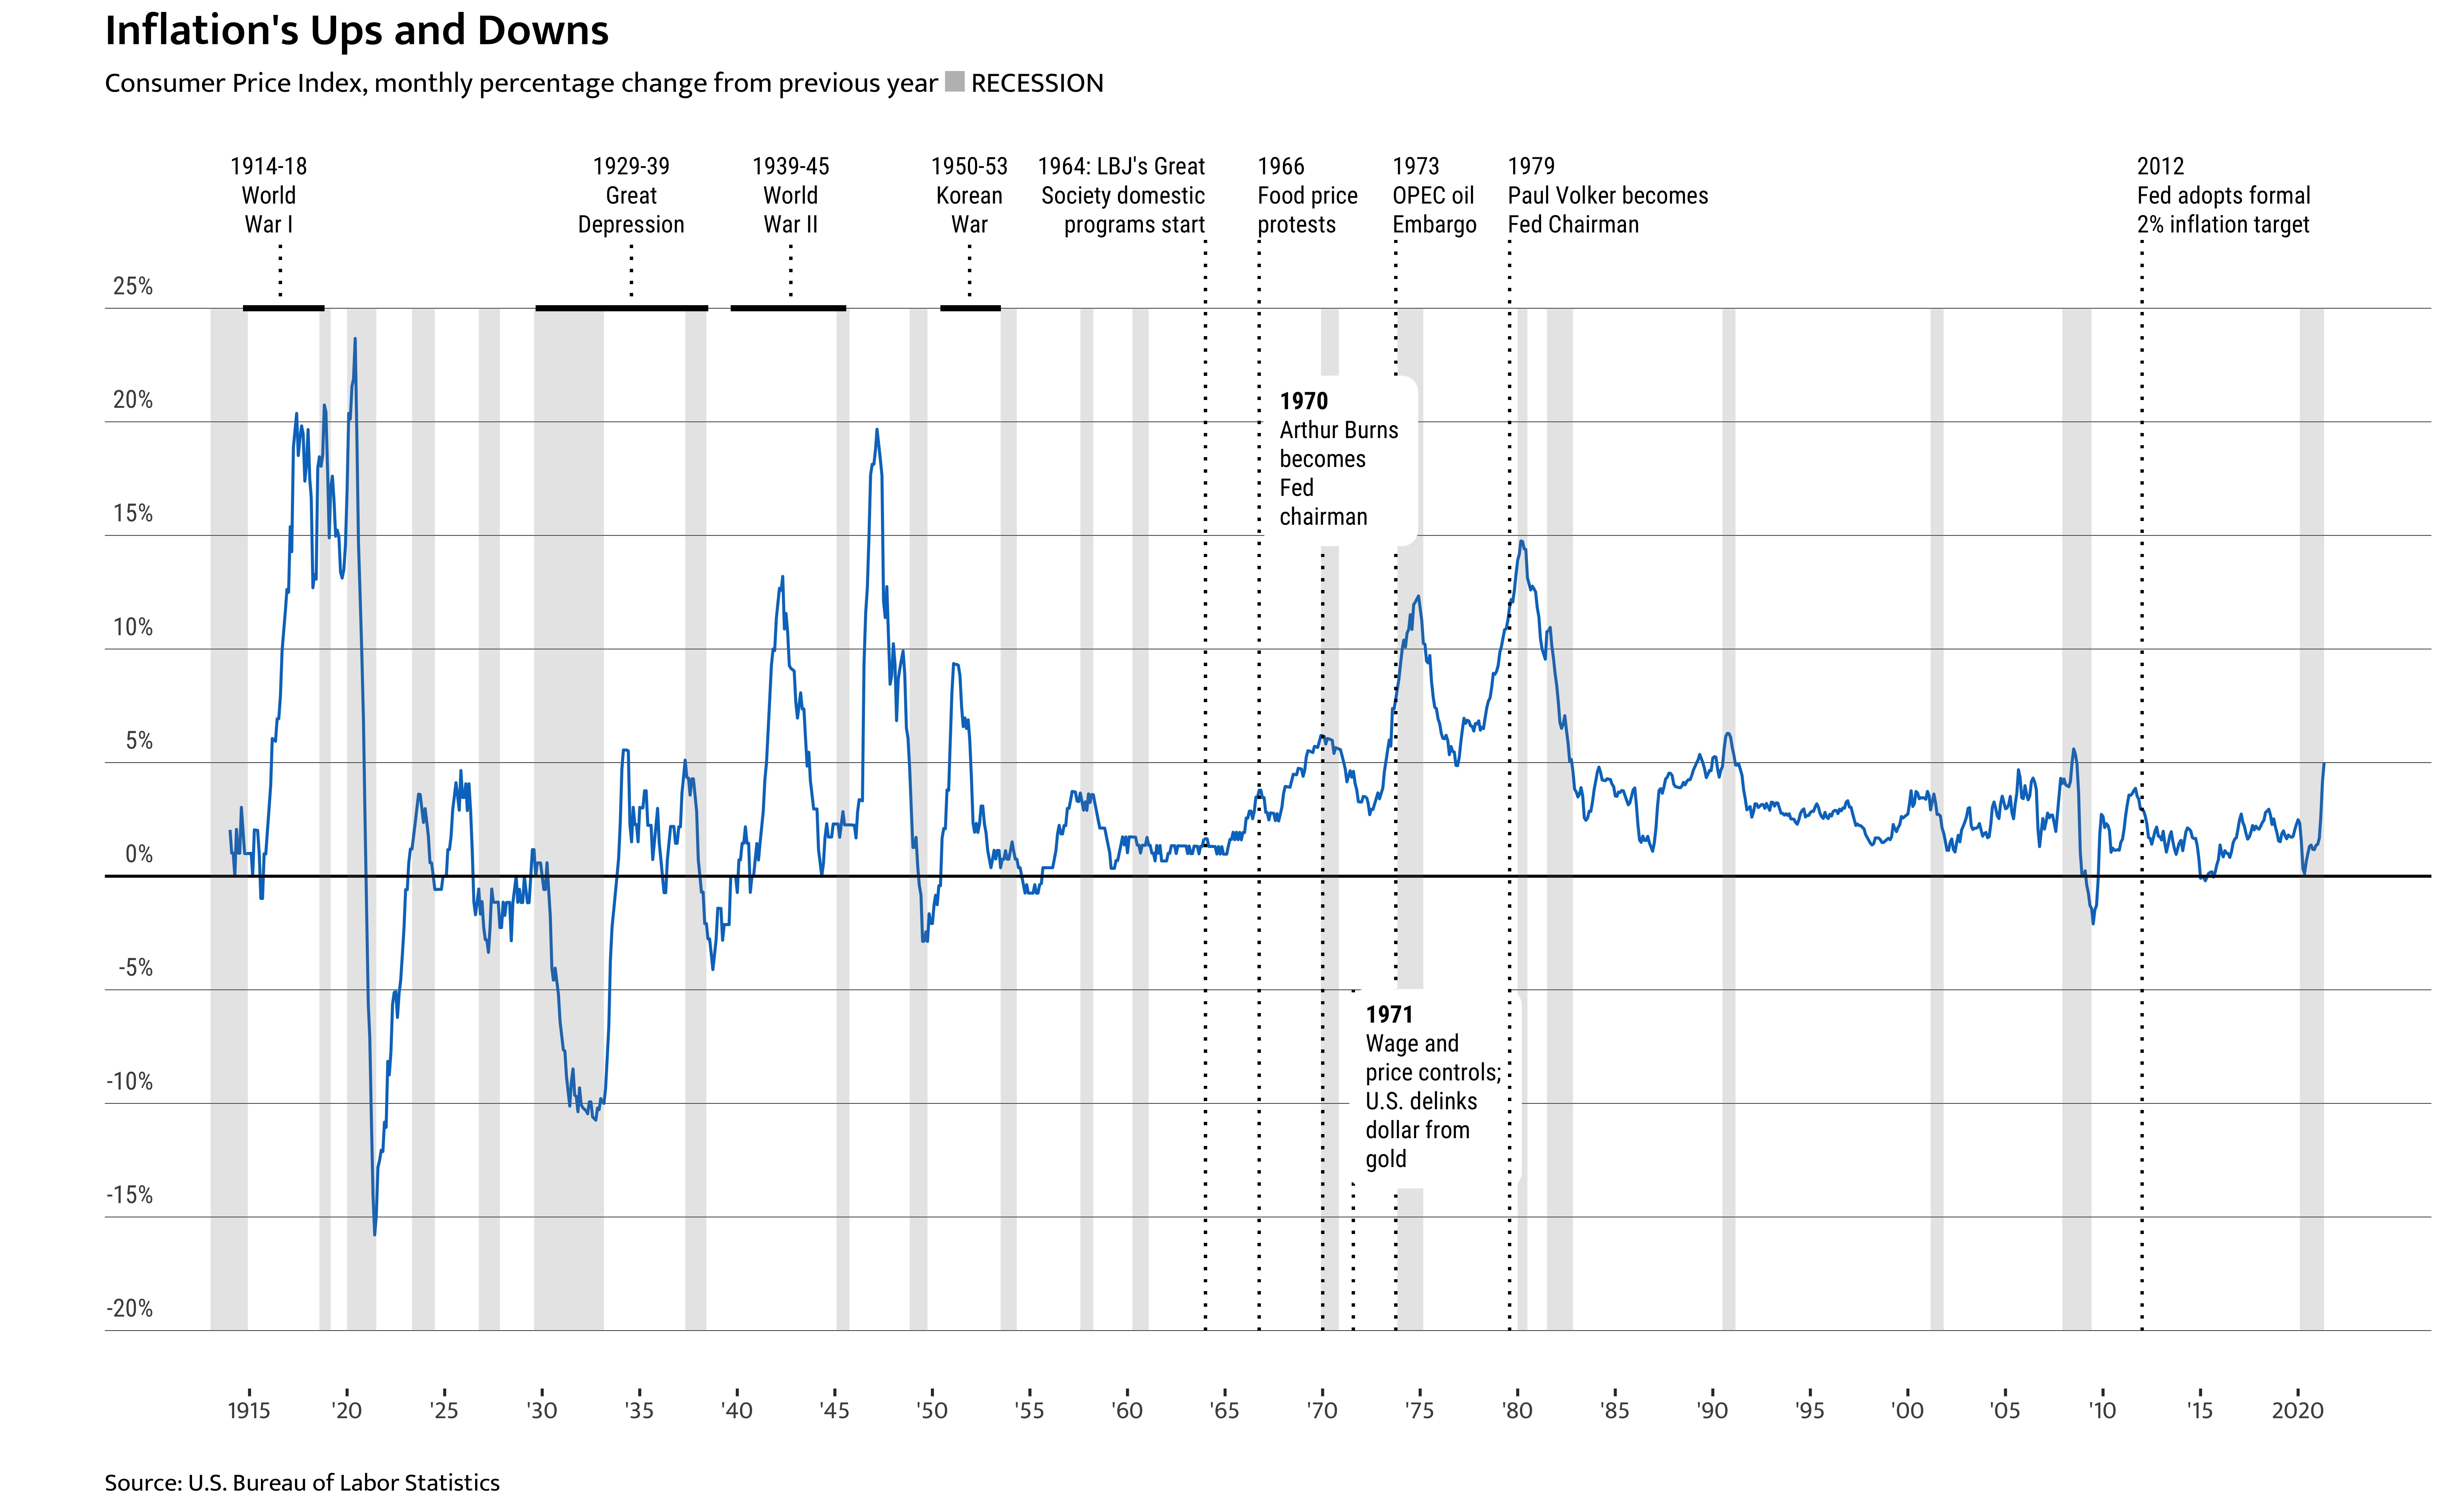 Inflation's Ups and Downs
Consumer Price Index, monthly percentage change from previous year RECESSION
1914-18
World
War I
1929-39
Great
Depression
1939-45
World
War II
1950-53
Korean
War
1964: LBJ's Great
Society domestic
programs start
1966
Food price
protests
1973
OPEC oil
Embargo
1979
Paul Volker becomes
Fed Chairman
2012
Fed adopts formal
2% inflation target
25%
20%
15%
10%
5%
0%
-5%
-10%
-15%
-20%
1970
Arthur Burns
becomes
Fed
chairman
1971
Wage and
price controls;
U.S. delinks
dollar from
gold
1915 '20 '25 '30 '35 '40 '45 '50 '55 '60 '65 '70 '75 '80 '85 '90 '95 '00 '05 '10 '15 2020
Source: U.S. Bureau of Labor Statistics